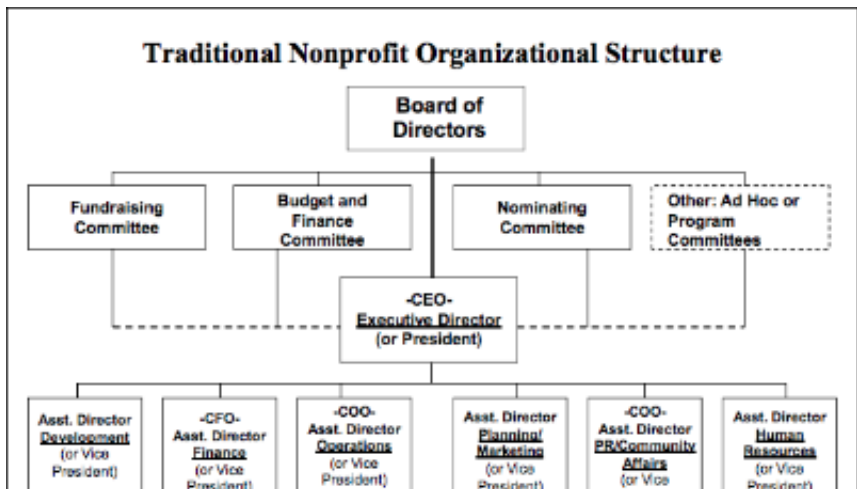 Traditional Nonprofit Organizational Structure
Board of
Directors
Fundraising
Committee
Budget and
Finance
Committee
Nominating
Committee
Other: Ad Hoc or
Program
Committees
-CEO-
Executive Director
(or President)
Asst. Director
Development
(or Vice
President)
-CFO-
Asst. Director
Finance
(or Vice
President)
-COO-
Asst. Director
Operations
(or Vice
President)
Asst. Director
Planning/
Marketing
(or Vice
President)
-COO-
Asst. Director
PR/Community
Affairs
(or Vice
Asst. Director
Human
Resources
(or Vice
President)